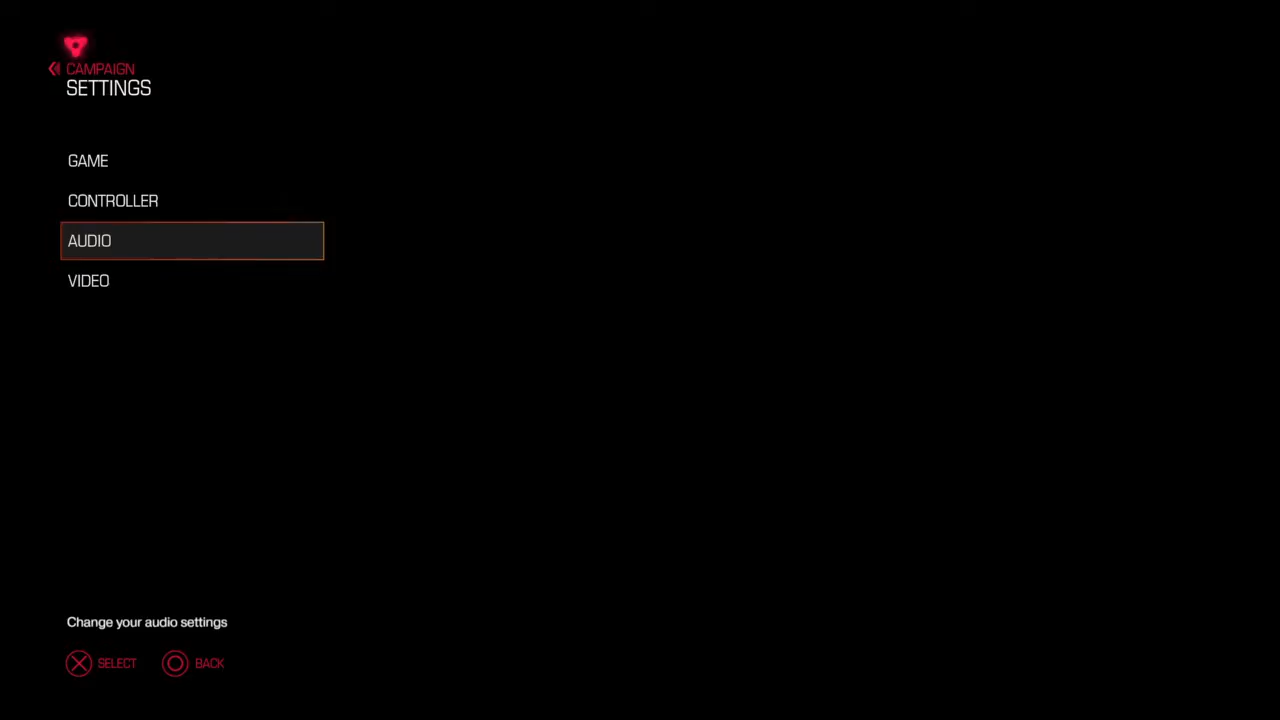 CAMPAIGN
SETTINGS
GAME
CONTROLLER
AUDIO
VIDEO
Change your audio settings
SELECT BACK